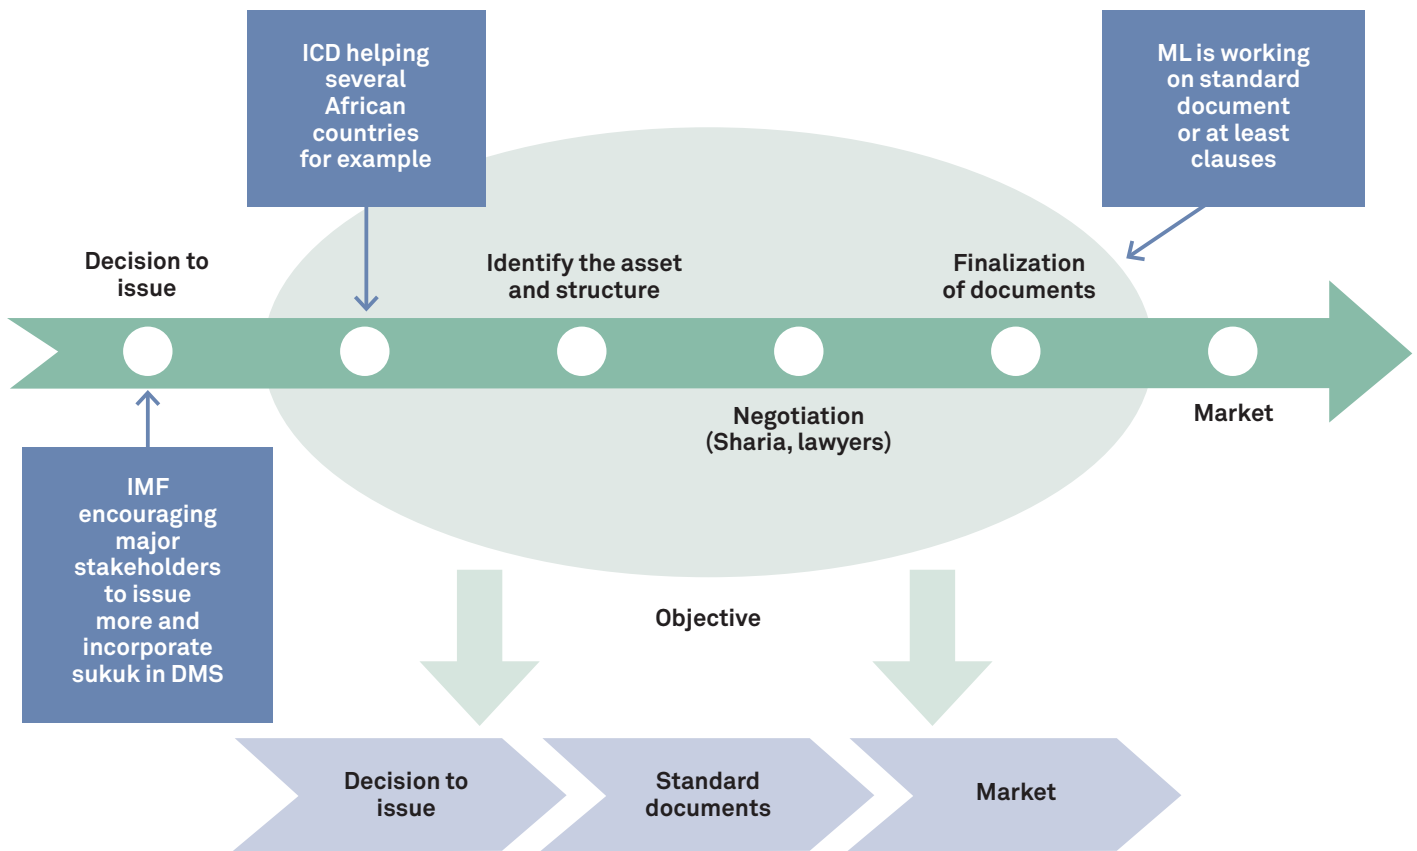 ICD helping
several
African
countries
for example
ML is working
on standard
document
or at least
clauses
Decision to
issue
Identify the asset
and structure
Finalization
of documents
Negotiation
(Sharia, lawyers)
Market
IMF
encouraging
major
stakeholders
to issue
more and
incorporate
sukuk in DMS
Objective
Decision to
issue
Standard
documents
Market